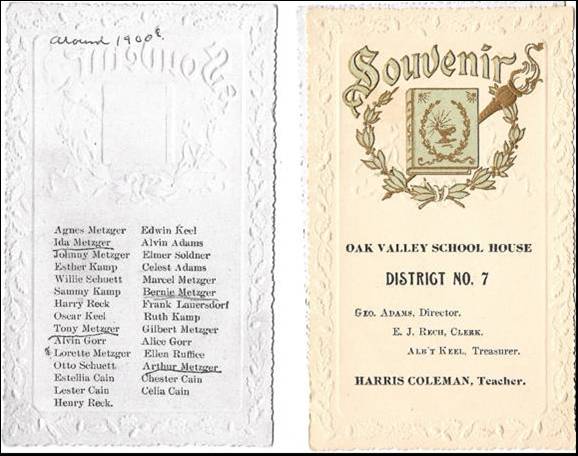 around 1900
Agnes Metzger
Ida Metzger
Johnny Metzger
Esther Kamp
Willie Schuett
Sammy Kamp
Harry Reck
Oscar Keel
Tony Metzger
Alvin Gorr
Lorette Metzger
Otto Schuett
Estellia Cain
Lester Cain
Henry Reck.
Edwin Keel
Alvin Adams
Elmer Soldner
Celest Adams
Marcel Metzger
Bernie Metzger
Frank Lauersdorf
Ruth Kamp
Gilbert Metzger
Alice Gorr
Ellen Ruffice
Arthur Metzger
Chester Cain
Celia Cain
Souvenir
OAK VALLEY SCHOOL HOUSE
DISTRICT NO. 7
GEO. ADAMS, Director.
E. J. RECH, CLERK.
ALB'T KEEL, Treasurer.
HARRIS COLEMAN, Teacher.